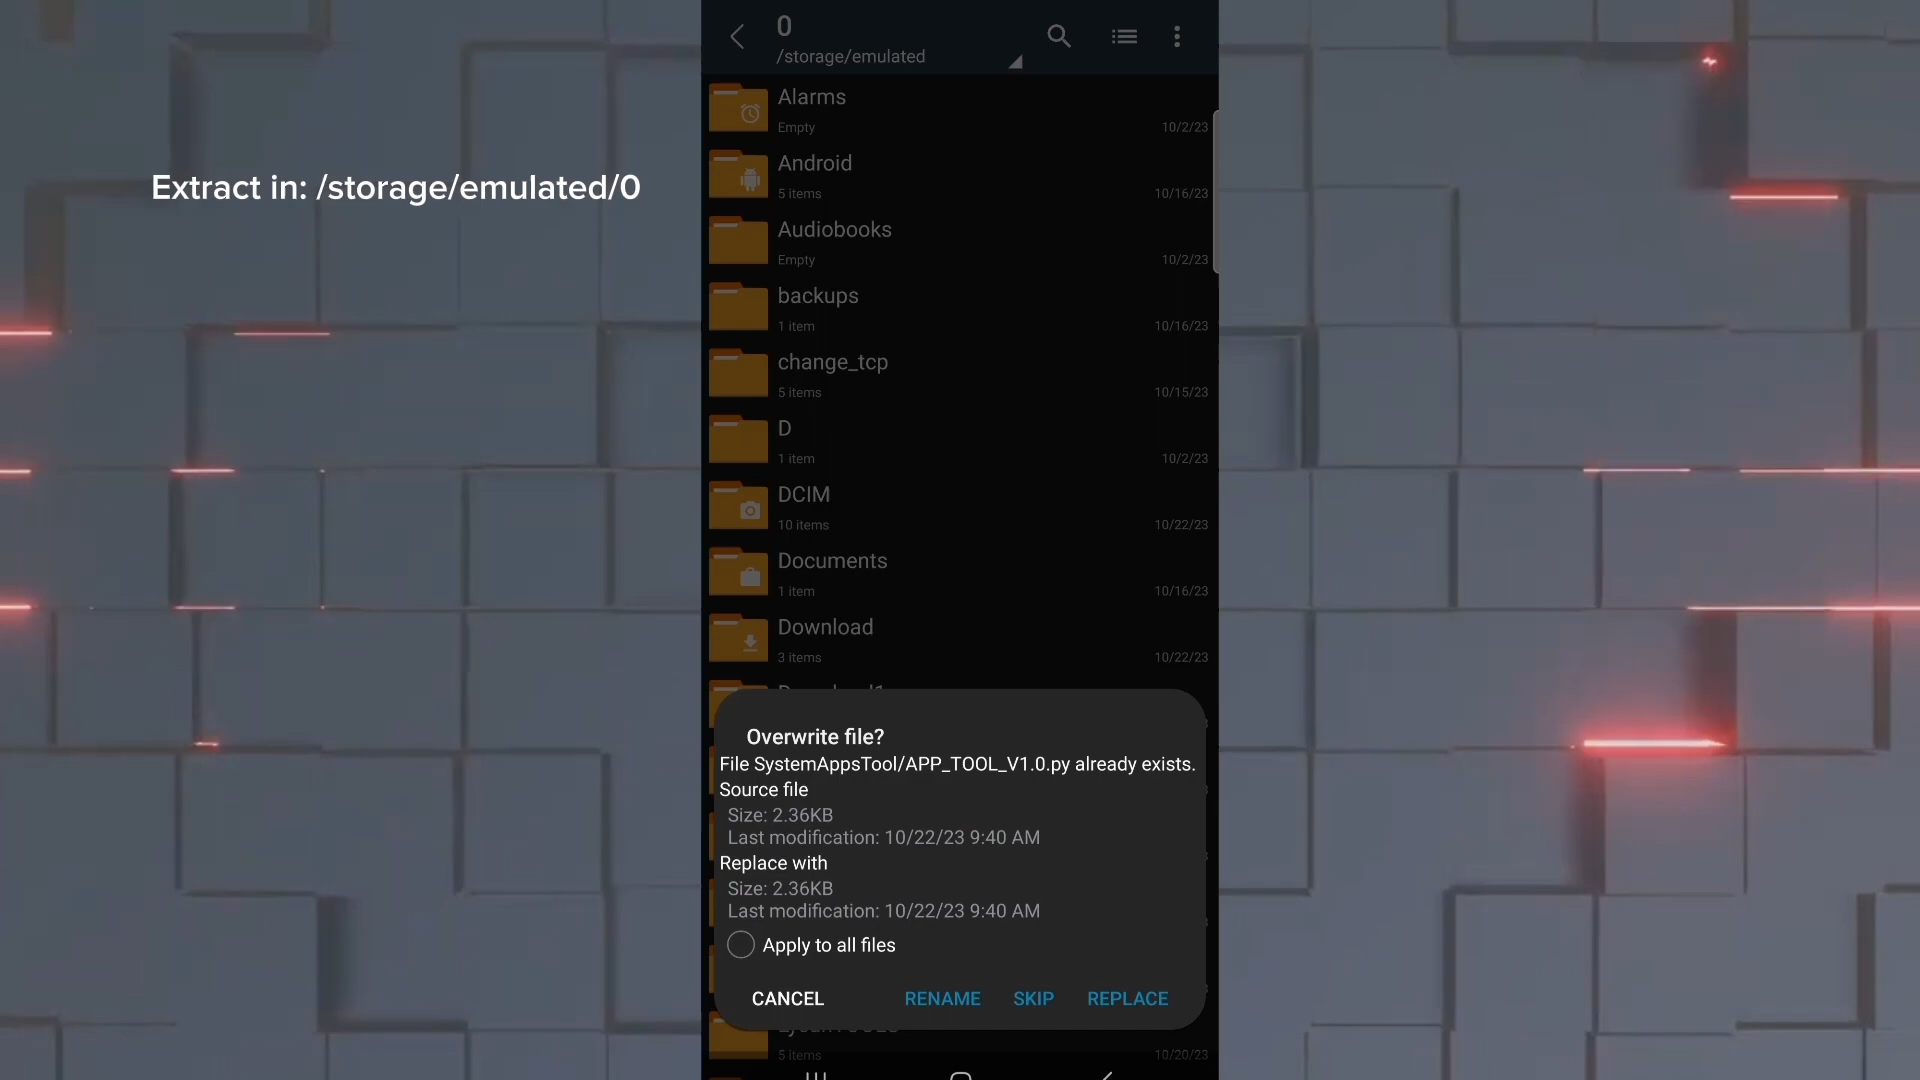 0
/storage/emulated
Extract in: /storage/emulated/0
Alarms
Empty
10/2/23
Android
5 items
10/16/23
Audiobooks
Empty
10/2/23
backups
1 item
10/16/23
change_tcp
5 items
10/15/23
D
1 item
10/2/23
DCIM
10 items
10/22/23
Documents
1 item
10/16/23
Download
3 items
10/22/23
Overwrite file?
File SystemAppsTool/APP_TOOL_V1.0.py already exists.
Source file
Size: 2.36KB
Last modification: 10/22/23 9:40 AM
Replace with
Size: 2.36KB
Last modification: 10/22/23 9:40 AM
Apply to all files
CANCEL
RENAME
SKIP
REPLACE
5 items
10/20/23